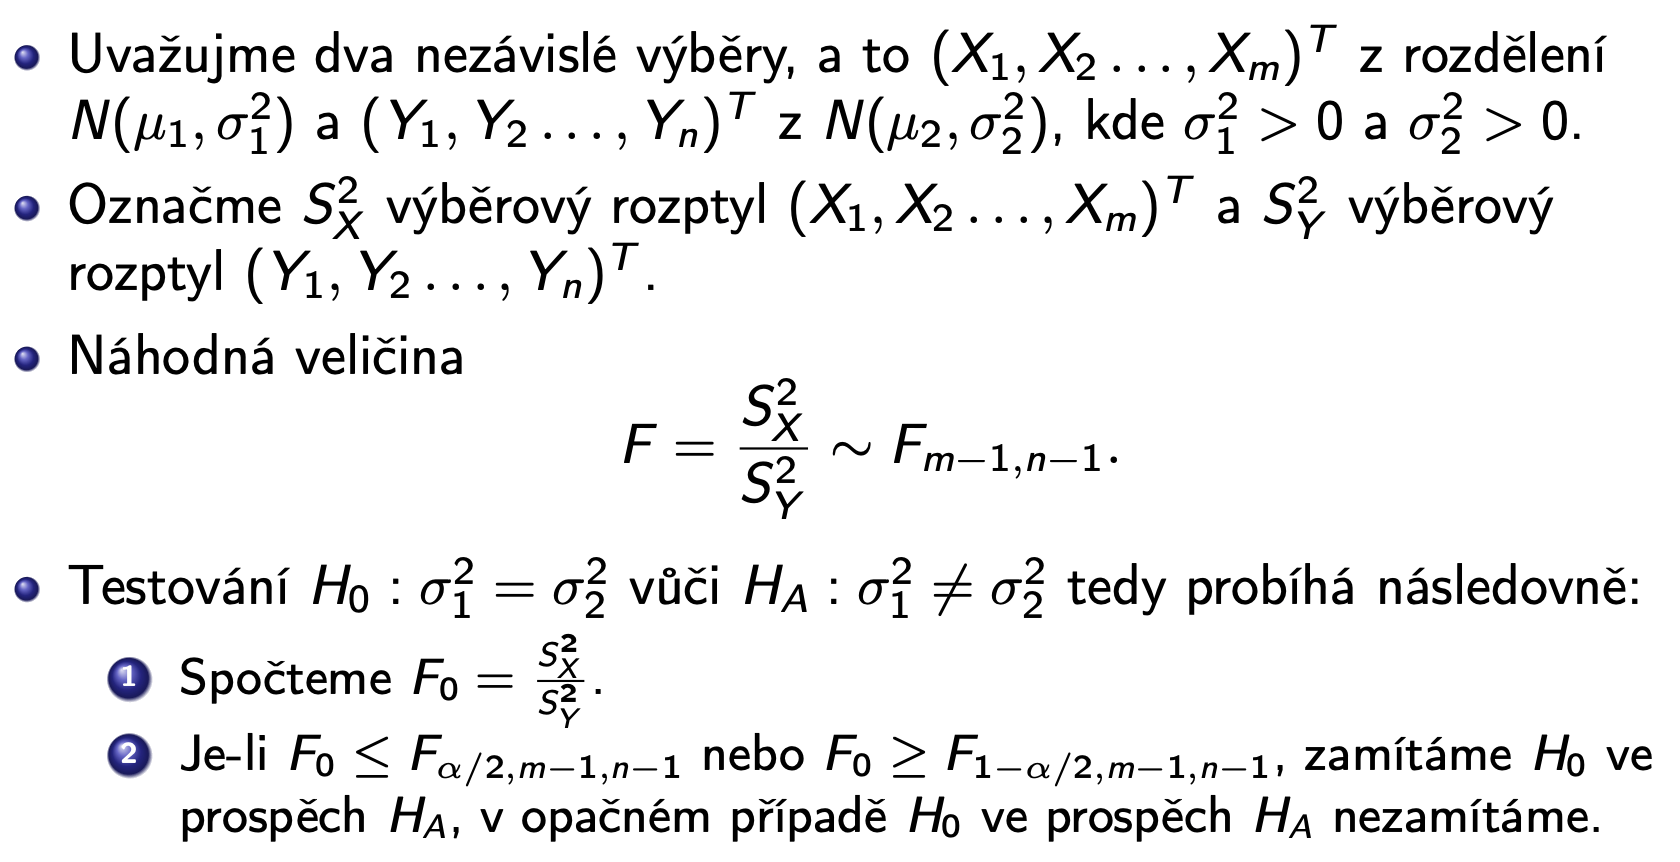 Uvažujme dva nezávislé výběry, a to $(X_1, X_2 \ldots, X_m)^T$ z rozdělení
$N(\mu_1, \sigma_1^2)$ a $(Y_1, Y_2 \ldots, Y_n)^T$ z $N(\mu_2, \sigma_2^2)$, kde $\sigma_1^2 > 0$ a $\sigma_2^2 > 0$.
Označme $S_X^2$ výběrový rozptyl $(X_1, X_2 \ldots, X_m)^T$ a $S_Y^2$ výběrový
rozptyl $(Y_1, Y_2 \ldots, Y_n)^T$.
Náhodná veličina
$F = \frac{S_X^2}{S_Y^2} \sim F_{m-1,n-1}.$
Testování $H_0 : \sigma_1^2 = \sigma_2^2$ vůči $H_A : \sigma_1^2 \neq \sigma_2^2$ tedy probíhá následovně:
1 Spočteme $F_0 = \frac{S_X^2}{S_Y^2}$.
2 Je-li $F_0 \leq F_{\alpha/2,m-1,n-1}$ nebo $F_0 \geq F_{1-\alpha/2,m-1,n-1}$, zamítáme $H_0$ ve
prospěch $H_A$, v opačném případě $H_0$ ve prospěch $H_A$ nezamítáme.